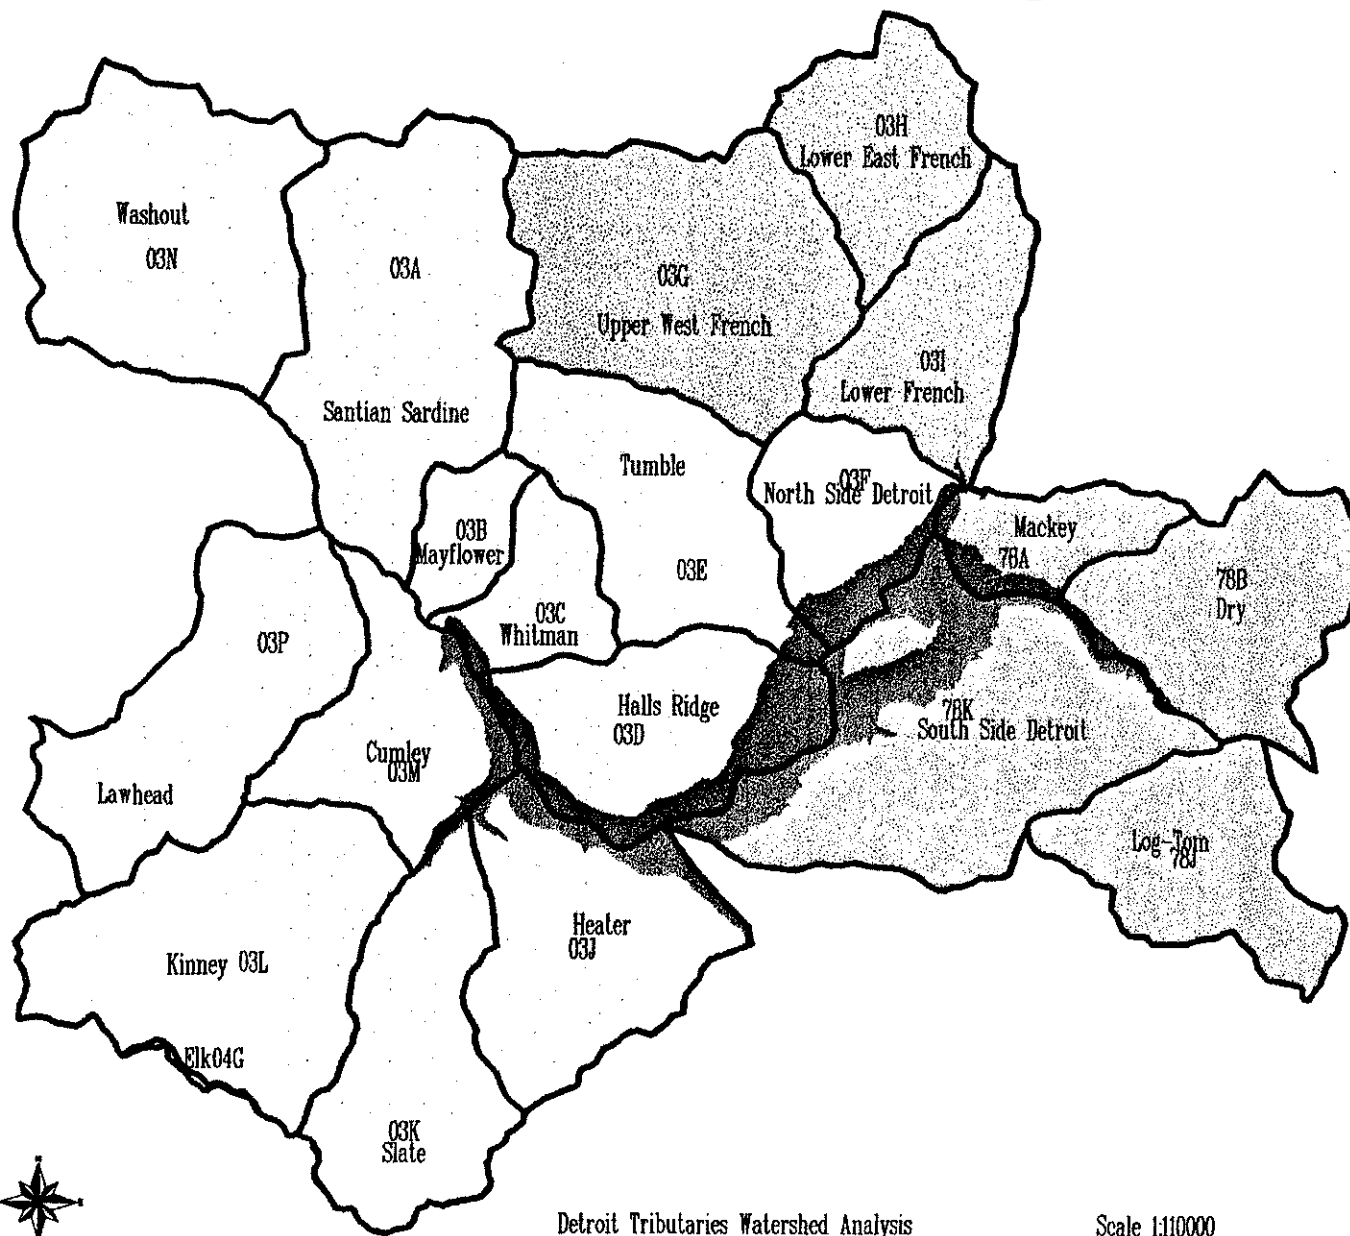 03H
Lower East French
Washout
03N
03A
03G
Upper West French
03I
Lower French
Santian Sardine
Tumble
03F
North Side Detroit
03B
Mayflower
Mackey
78A
03E
78B
Dry
03C
Whitman
03P
Halls Ridge
03D
78K
South Side Detroit
Cumley
03M
Lawhead
Log-Tom
78J
Heater
03J
Kinney 03L
Elk04G
03K
Slate
Detroit Tributaries Watershed Analysis
Scale 1:110000